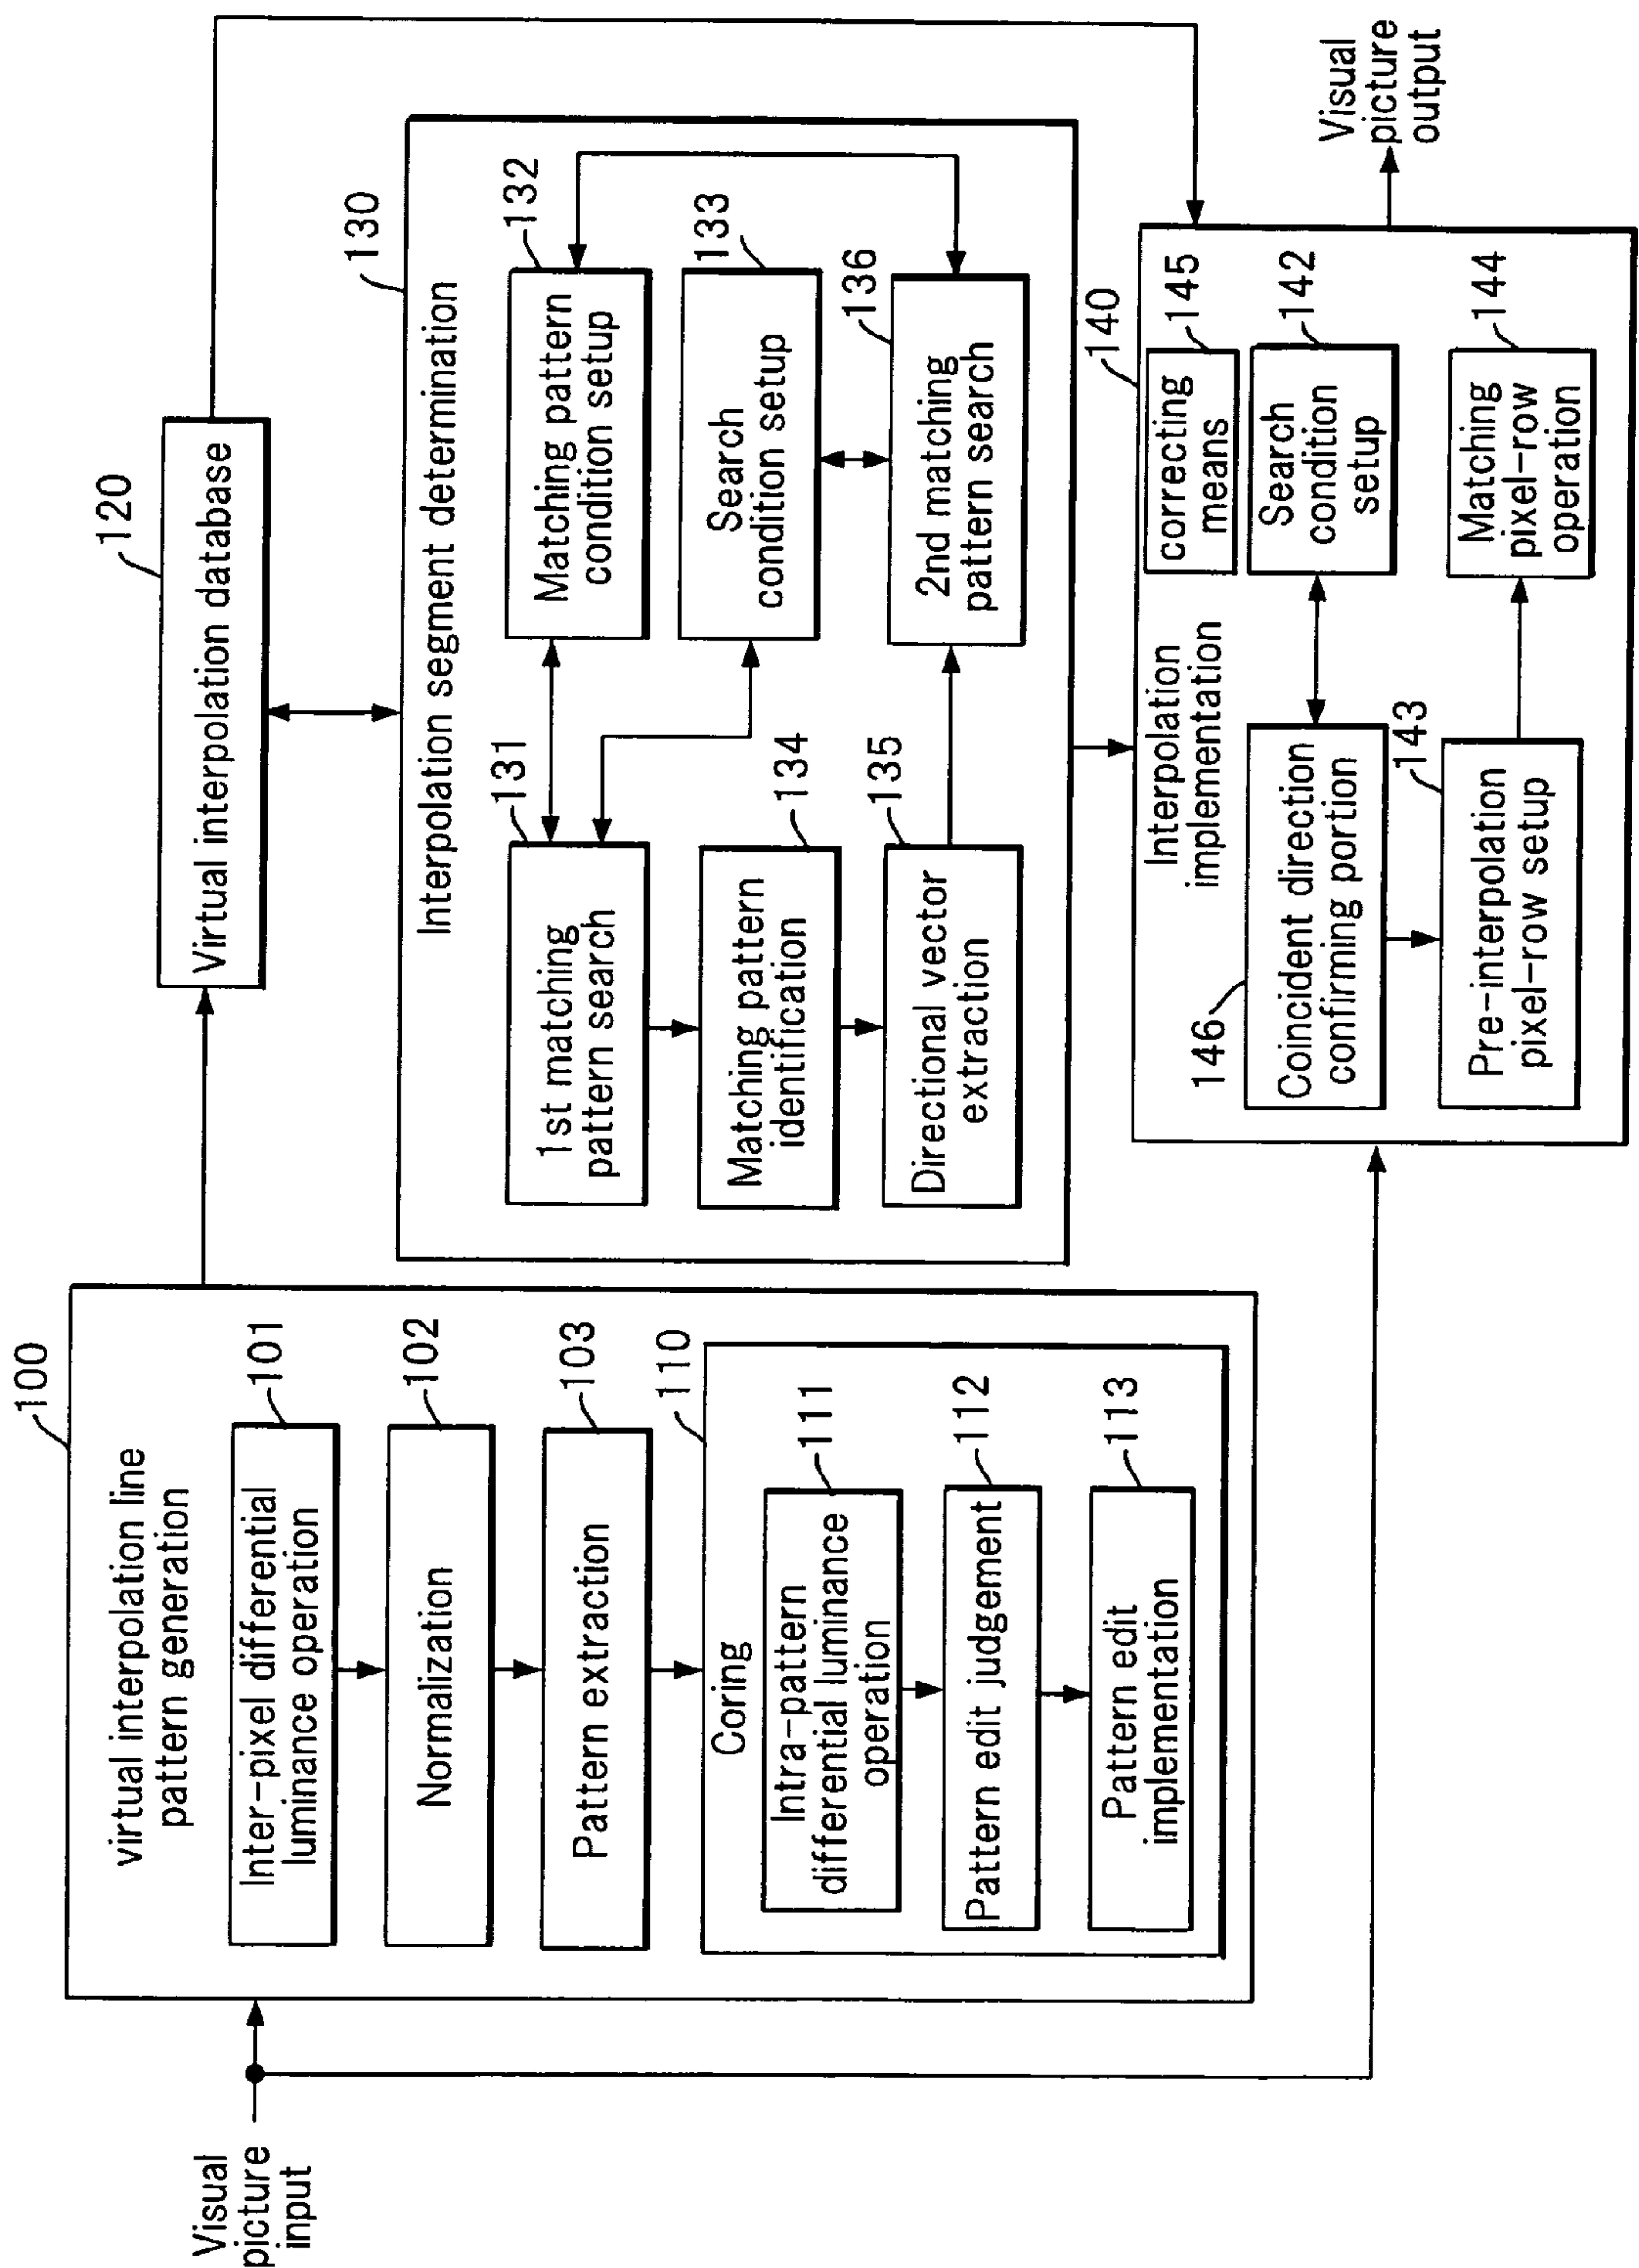 Visual
picture
input
100
virtual interpolation line
pattern generation
101
Inter-pixel differential
luminance operation
102
Normalization
103
Pattern extraction
110
Coring
111
Intra-pattern
differential luminance
operation
112
Pattern edit judgement
113
Pattern edit
implementation
120
Virtual interpolation database
130
Interpolation segment determination
131
1st matching
pattern search
132
Matching pattern
condition setup
133
Search
condition setup
134
Matching pattern
identification
135
Directional vector
extraction
136
2nd matching
pattern search
140
Interpolation
implementation
145
correcting
means
142
Search
condition
setup
146
Coincident direction
confirming portion
143
Pre-interpolation
pixel-row setup
144
Matching
pixel-row
operation
Visual
picture
output